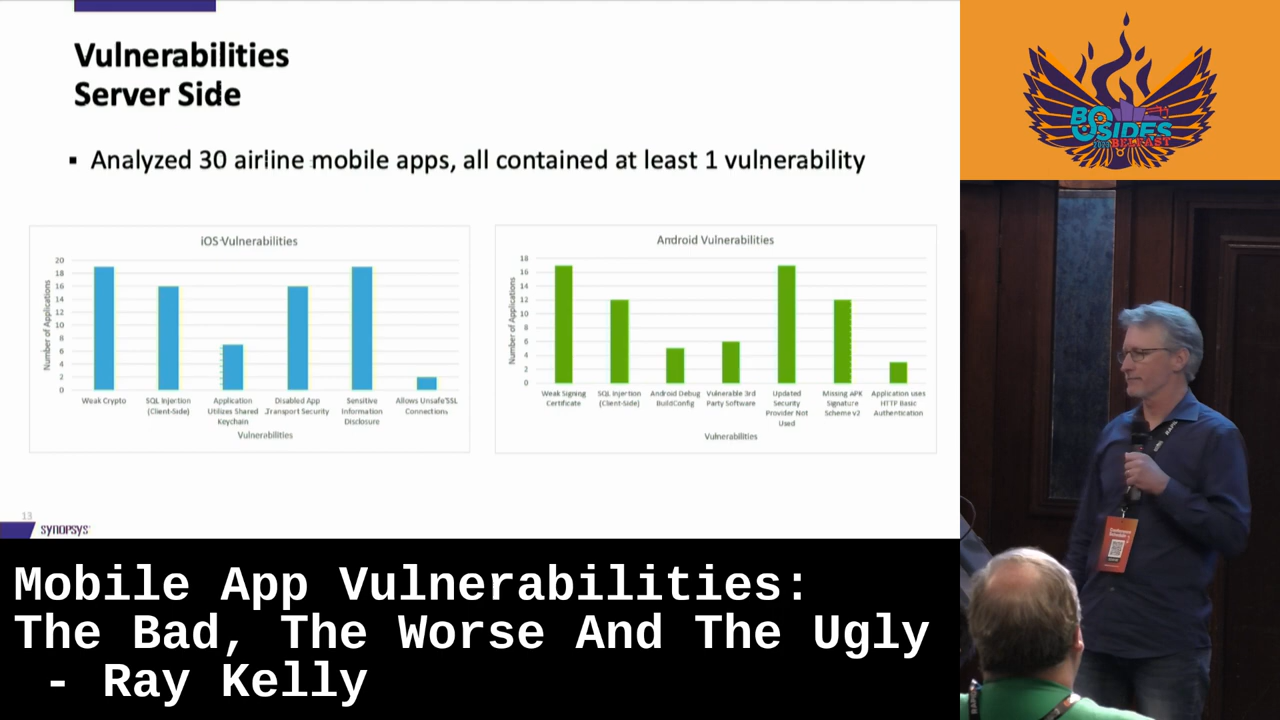 Vulnerabilities
Server Side
▪ Analyzed 30 airline mobile apps, all contained at least 1 vulnerability
iOS Vulnerabilities
20
18
16
14
12
10
8
6
4
2
0
Number of Applications
Weak Crypto
SQL Injection
(Client-Side)
Application
Utilizes Shared
Keychain
Disabled App
Transport Security
Sensitive
Information
Disclosure
Allows Unsafe SSL
Connections
Vulnerabilities
Android Vulnerabilities
18
16
14
12
10
8
6
4
2
0
Number of Applications
Weak Signing
Certificate
SQL Injection
(Client-Side)
Android Debug
BuildConfig
Vulnerable 3rd
Party Software
Updated
Security
Provider Not
Used
Missing APK
Signature
Scheme v2
Application uses
HTTP Basic
Authentication
Vulnerabilities
13
SYNOPSYS
BSIDES
BELFAST
Mobile App Vulnerabilities:
The Bad, The Worse And The Ugly
- Ray Kelly